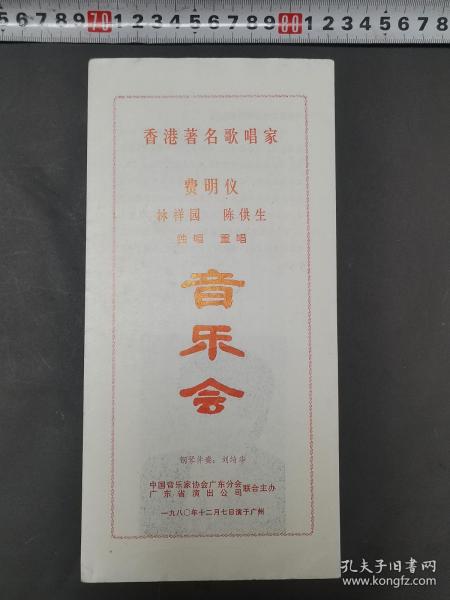 5 6 7 8 9 70 1 2 3 4 5 6 7 8 9 80 1 2 3 4 5 6 7 8
香港著名歌唱家
费明仪
林祥园 陈供生
独唱 重唱
音乐会
钢琴伴奏:刘靖华
中国音乐家协会广东分会
广东省演出公司
联合主办
一九八〇年十二月七日演于广州
孔夫子旧书网
www.kongfz.com